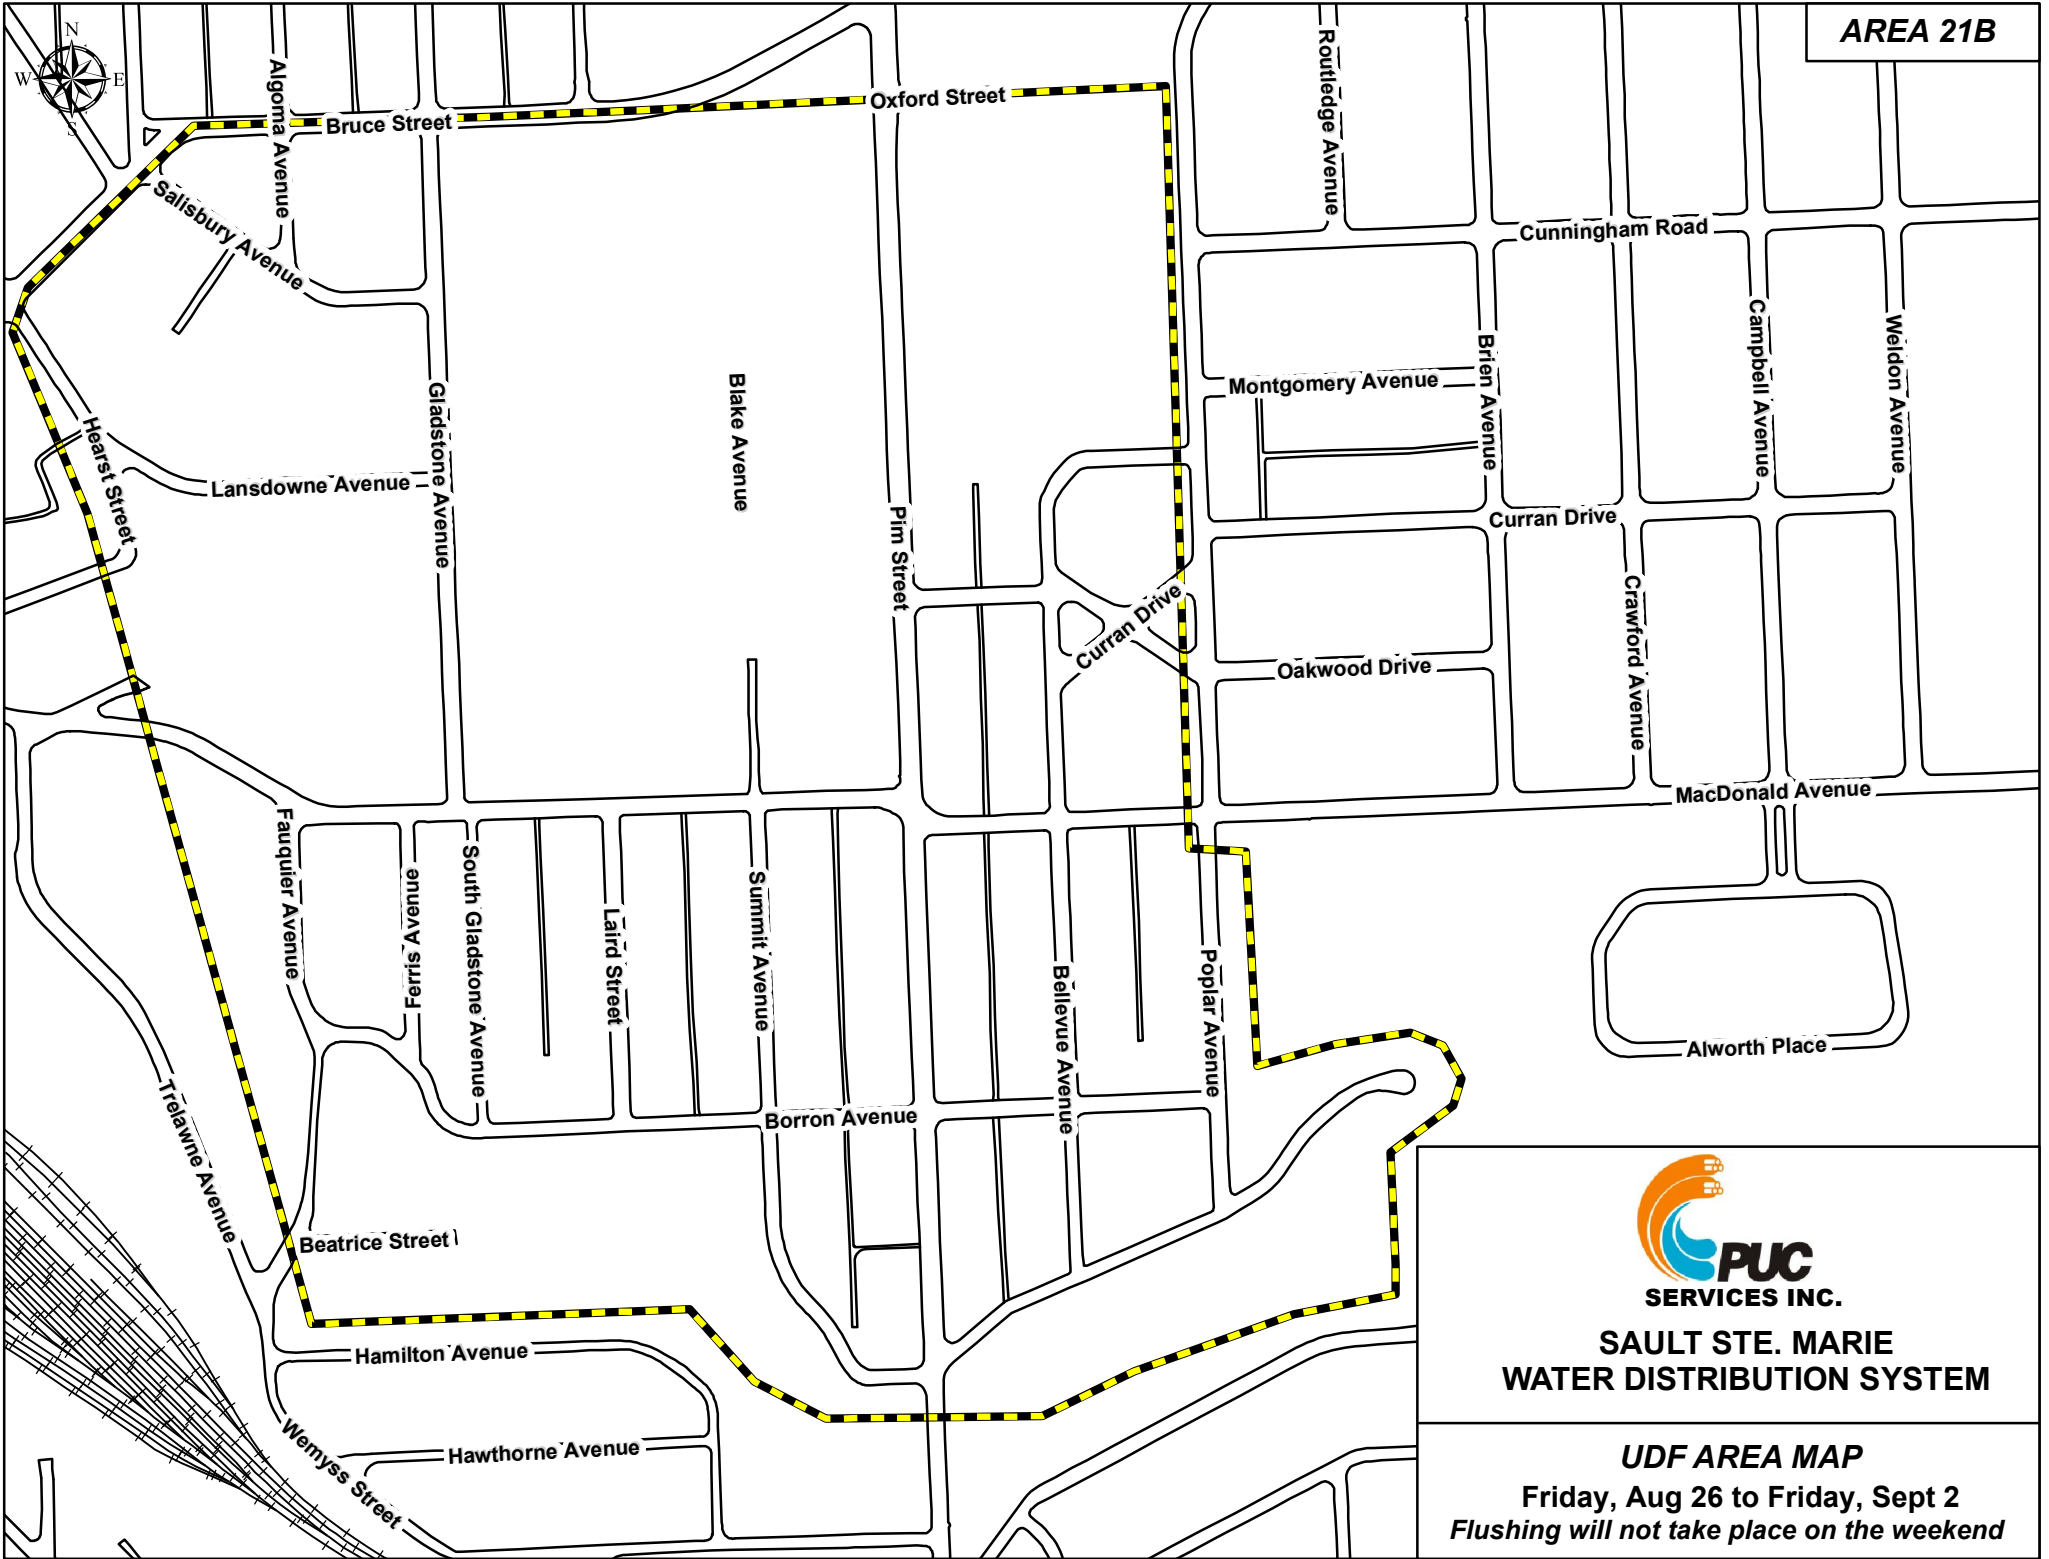 AREA 21B
N
W
E
S
Algoma Avenue
Bruce Street
Oxford Street
Routledge Avenue
Salisbury Avenue
Cunningham Road
Campbell Avenue
Weldon Avenue
Brien Avenue
Montgomery Avenue
Blake Avenue
Gladstone Avenue
Hearst Street
Lansdowne Avenue
Pim Street
Curran Drive
Curran Drive
Crawford Avenue
Oakwood Drive
MacDonald Avenue
Fauquier Avenue
Ferris Avenue
South Gladstone Avenue
Laird Street
Summit Avenue
Bellevue Avenue
Poplar Avenue
Alworth Place
Borron Avenue
Trelawne Avenue
Beatrice Street
Hamilton Avenue
Hawthorne Avenue
Wemyss Street
PUC
SERVICES INC.
SAULT STE. MARIE
WATER DISTRIBUTION SYSTEM
UDF AREA MAP
Friday, Aug 26 to Friday, Sept 2
Flushing will not take place on the weekend